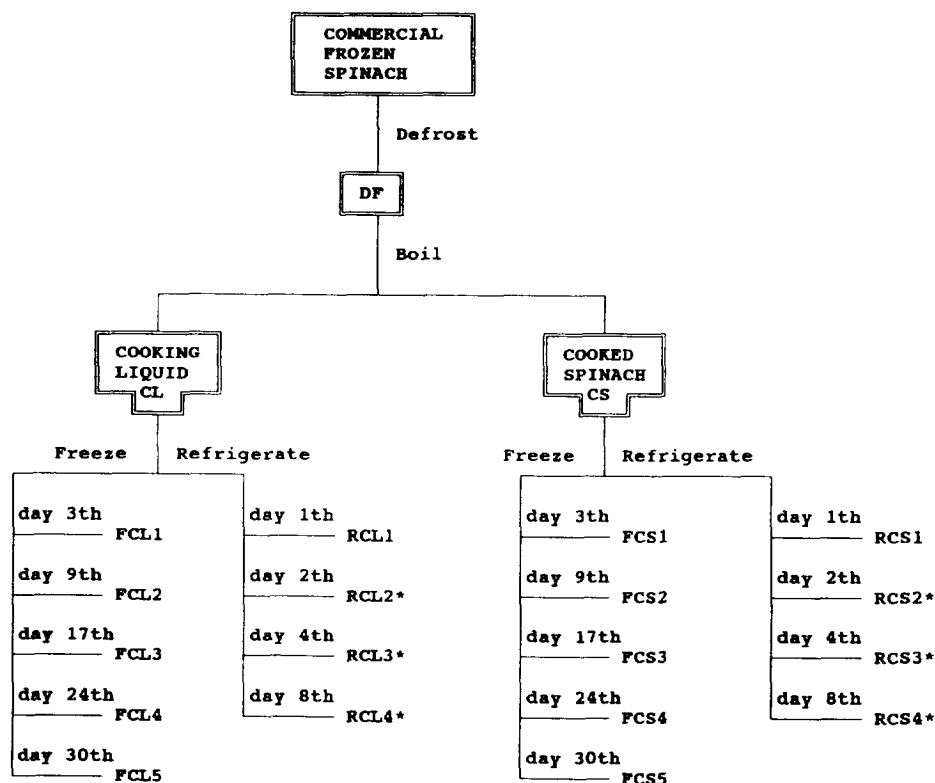 COMMERCIAL
FROZEN
SPINACH
Defrost
DF
Boil
COOKING
LIQUID
CL
COOKED
SPINACH
CS
Freeze Refrigerate
day 3th
FCL1
day 9th
FCL2
day 17th
FCL3
day 24th
FCL4
day 30th
FCL5
day 1th
RCL1
day 2th
RCL2*
day 4th
RCL3*
day 8th
RCL4*
Freeze Refrigerate
day 3th
FCS1
day 9th
FCS2
day 17th
FCS3
day 24th
FCS4
day 30th
FCS5
day 1th
RCS1
day 2th
RCS2*
day 4th
RCS3*
day 8th
RCS4*